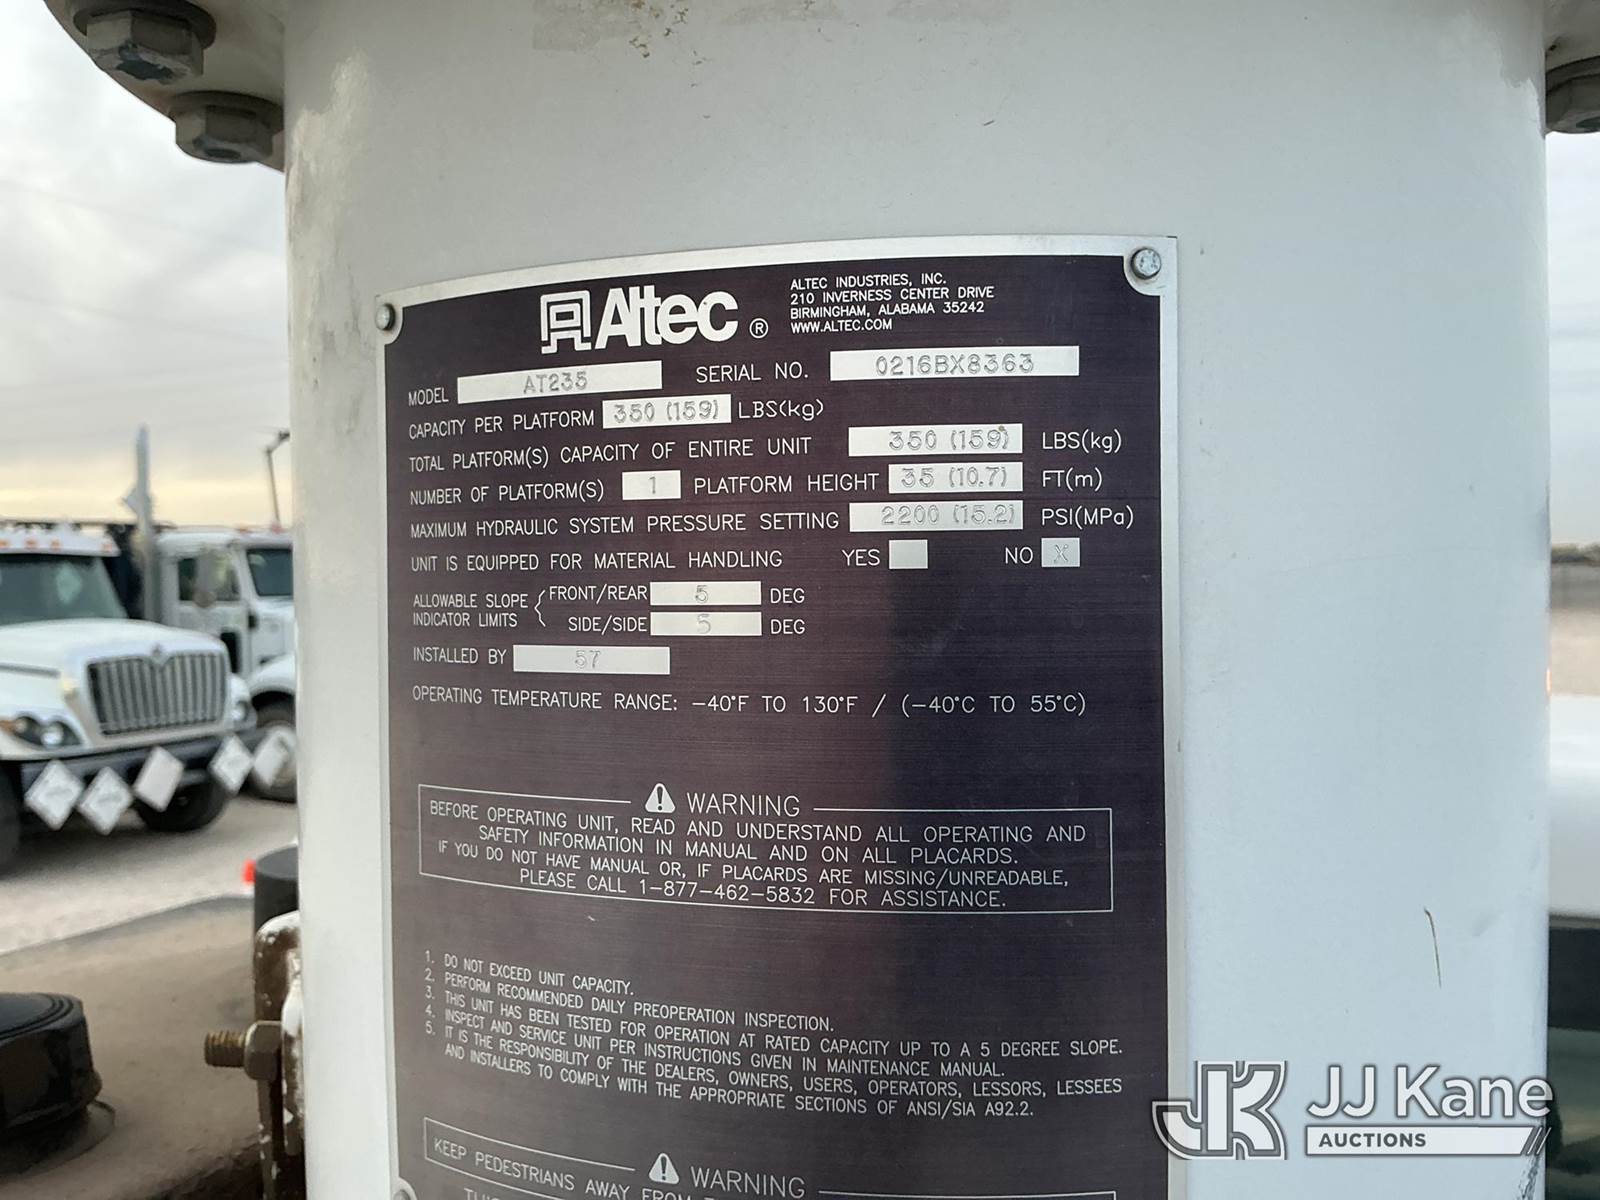 Altec®
ALTEC INDUSTRIES, INC.
210 INVERNESS CENTER DRIVE
BIRMINGHAM, ALABAMA 35242
WWW.ALTEC.COM
MODEL AT235 SERIAL NO. 0216BX8363
CAPACITY PER PLATFORM 350 (159) LBS(kg)
TOTAL PLATFORM(S) CAPACITY OF ENTIRE UNIT 350 (159) LBS(kg)
NUMBER OF PLATFORM(S) 1 PLATFORM HEIGHT 35 (10.7) FT(m)
MAXIMUM HYDRAULIC SYSTEM PRESSURE SETTING 2200 (15.2) PSI(MPa)
UNIT IS EQUIPPED FOR MATERIAL HANDLING YES NO X
ALLOWABLE SLOPE INDICATOR LIMITS
FRONT/REAR 5 DEG
SIDE/SIDE 5 DEG
INSTALLED BY 57
OPERATING TEMPERATURE RANGE: -40°F TO 130°F / (-40°C TO 55°C)
WARNING
BEFORE OPERATING UNIT, READ AND UNDERSTAND ALL OPERATING AND
SAFETY INFORMATION IN MANUAL AND ON ALL PLACARDS.
IF YOU DO NOT HAVE MANUAL OR, IF PLACARDS ARE MISSING/UNREADABLE,
PLEASE CALL 1-877-462-5832 FOR ASSISTANCE.
1. DO NOT EXCEED UNIT CAPACITY.
2. PERFORM RECOMMENDED DAILY PREOPERATION INSPECTION.
3. THIS UNIT HAS BEEN TESTED FOR OPERATION AT RATED CAPACITY UP TO A 5 DEGREE SLOPE.
4. INSPECT AND SERVICE UNIT PER INSTRUCTIONS GIVEN IN MAINTENANCE MANUAL.
5. IT IS THE RESPONSIBILITY OF THE DEALERS, OWNERS, USERS, OPERATORS, LESSORS, LESSEES
AND INSTALLERS TO COMPLY WITH THE APPROPRIATE SECTIONS OF ANSI/SIA A92.2.
WARNING
KEEP PEDESTRIANS AWAY FROM
JJ Kane
AUCTIONS